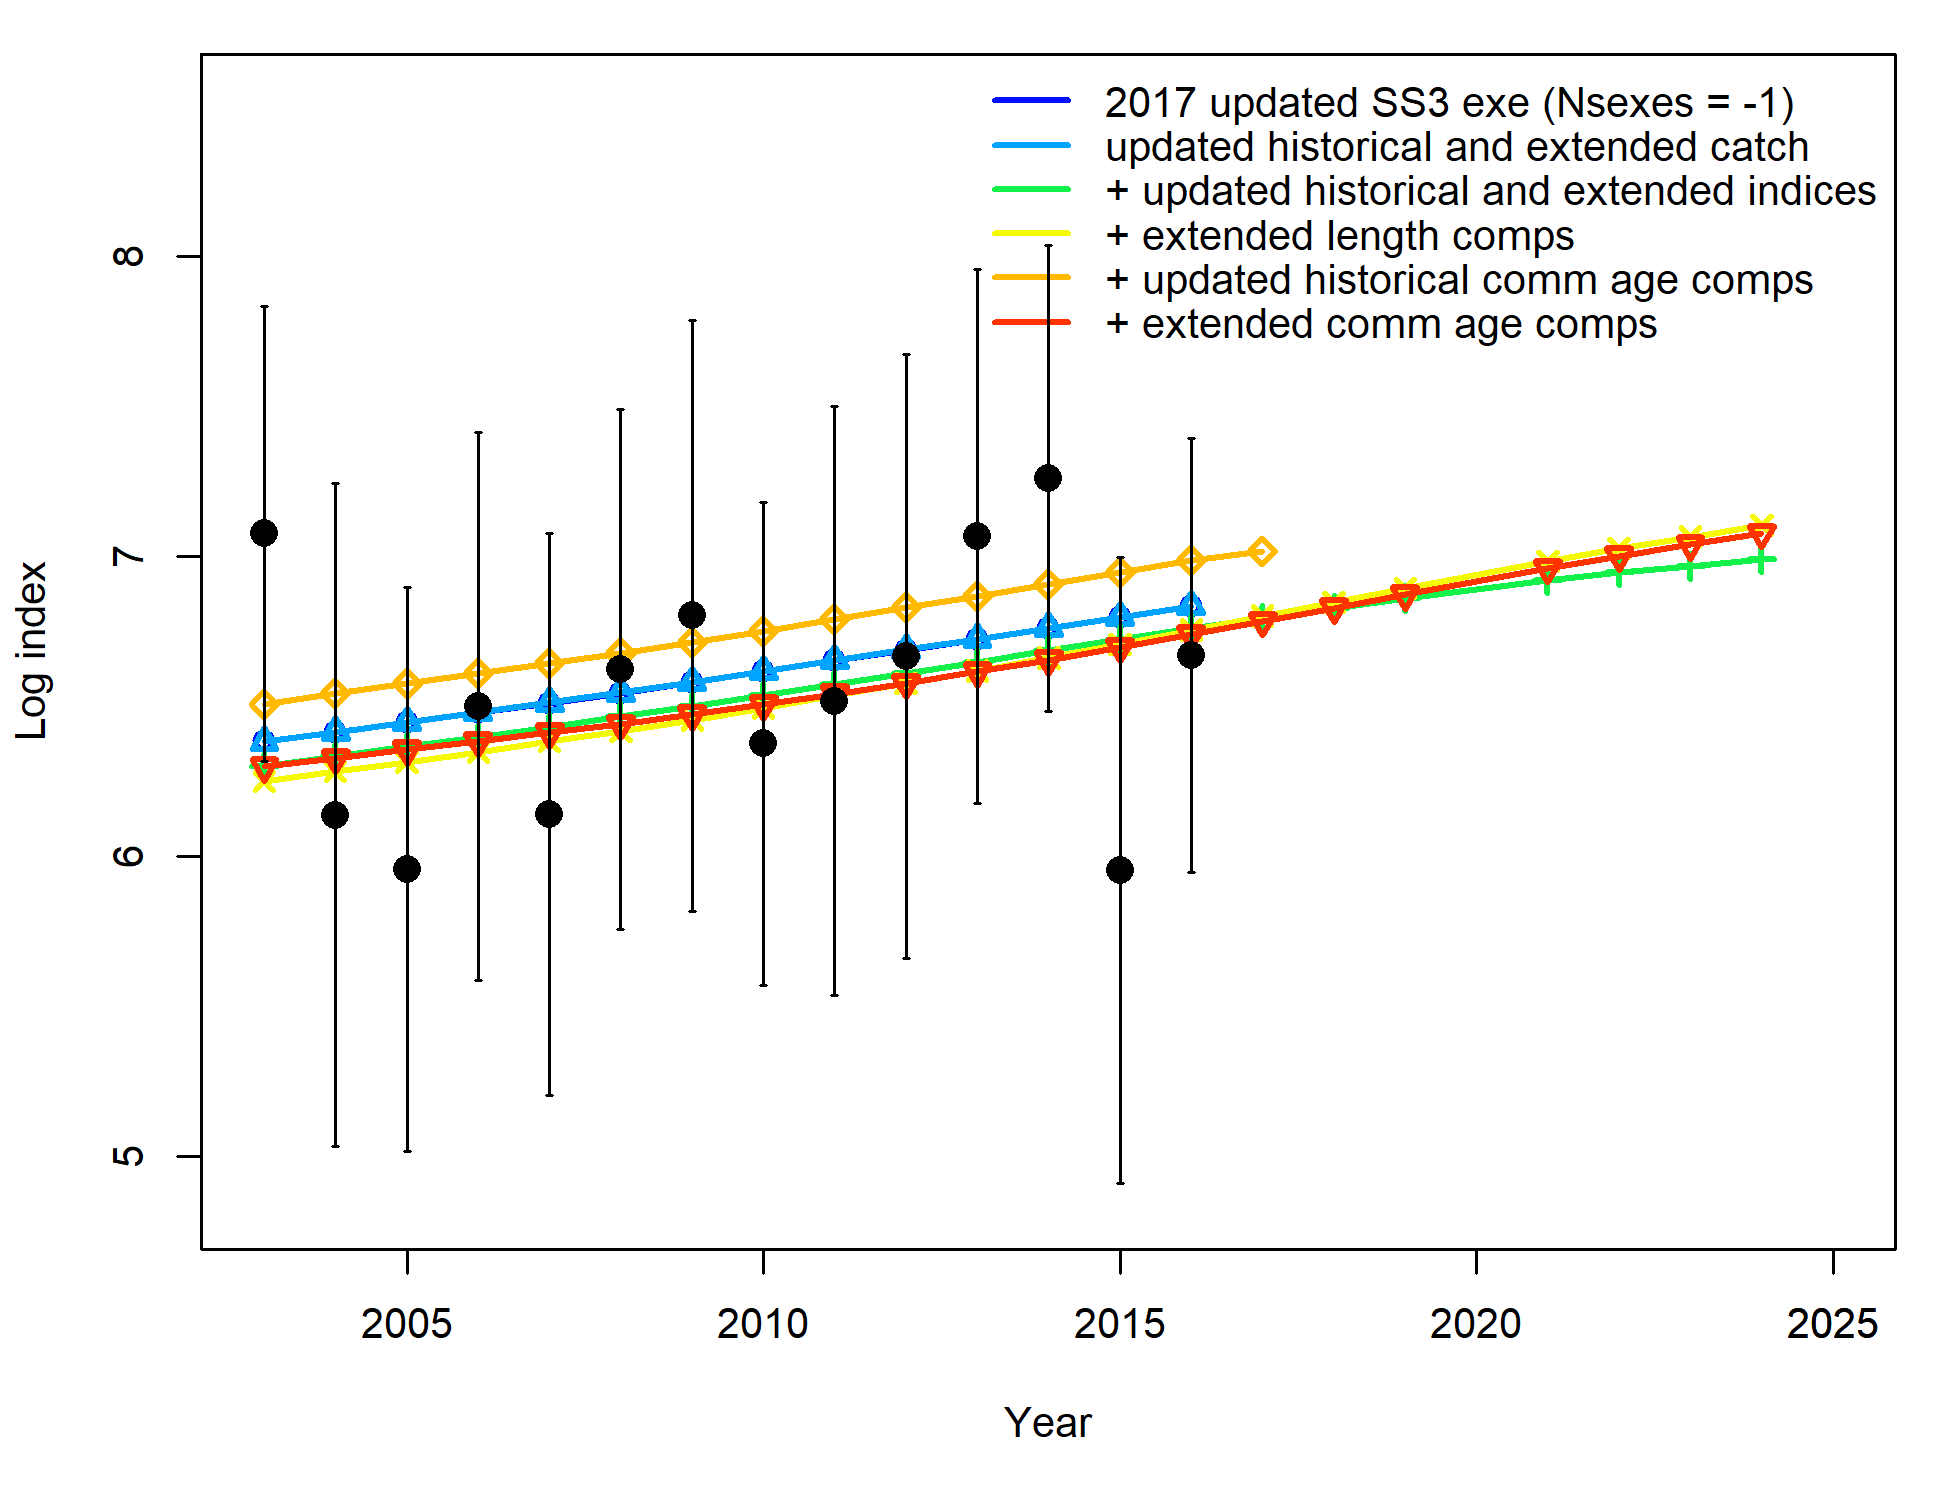 2017 updated SS3 exe (Nsexes = -1)
updated historical and extended catch
+ updated historical and extended indices
+ extended length comps
+ updated historical comm age comps
+ extended comm age comps
8
7
6
5
Log index
2005
2010
2015
2020
2025
Year